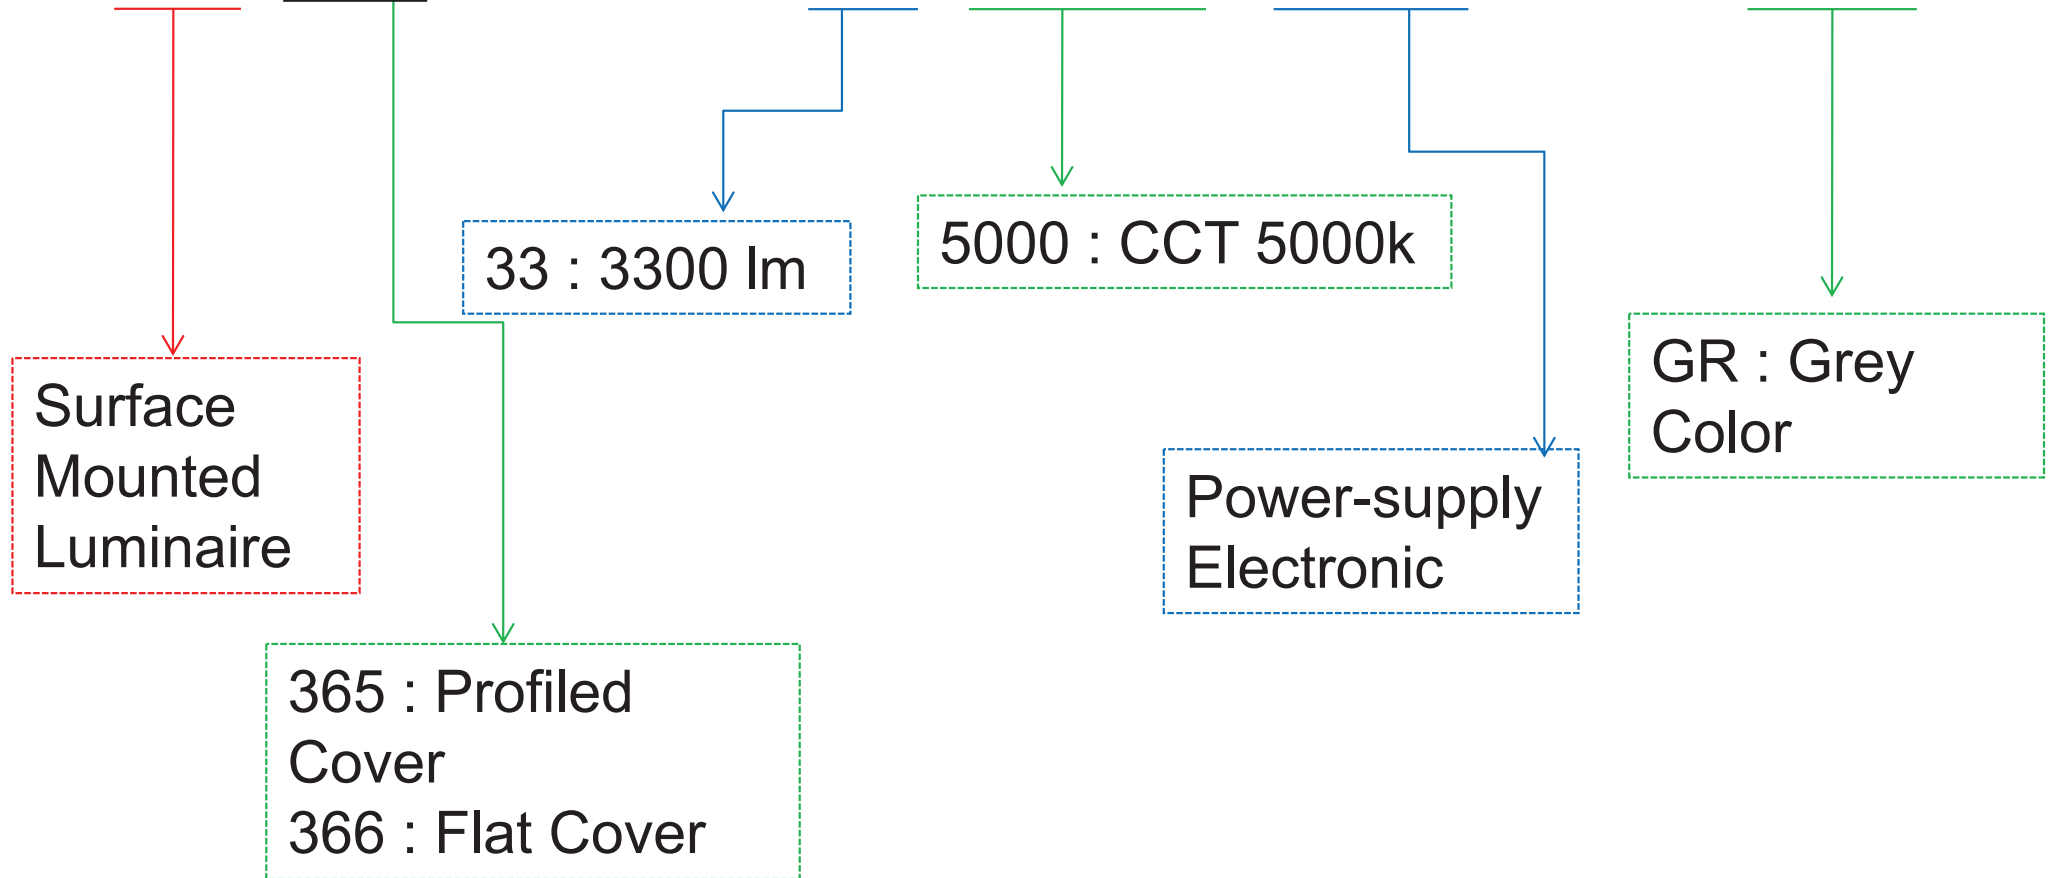 33 : 3300 lm
5000 : CCT 5000k
GR : Grey
Color
Surface
Mounted
Luminaire
Power-supply
Electronic
365 : Profiled
Cover
366 : Flat Cover